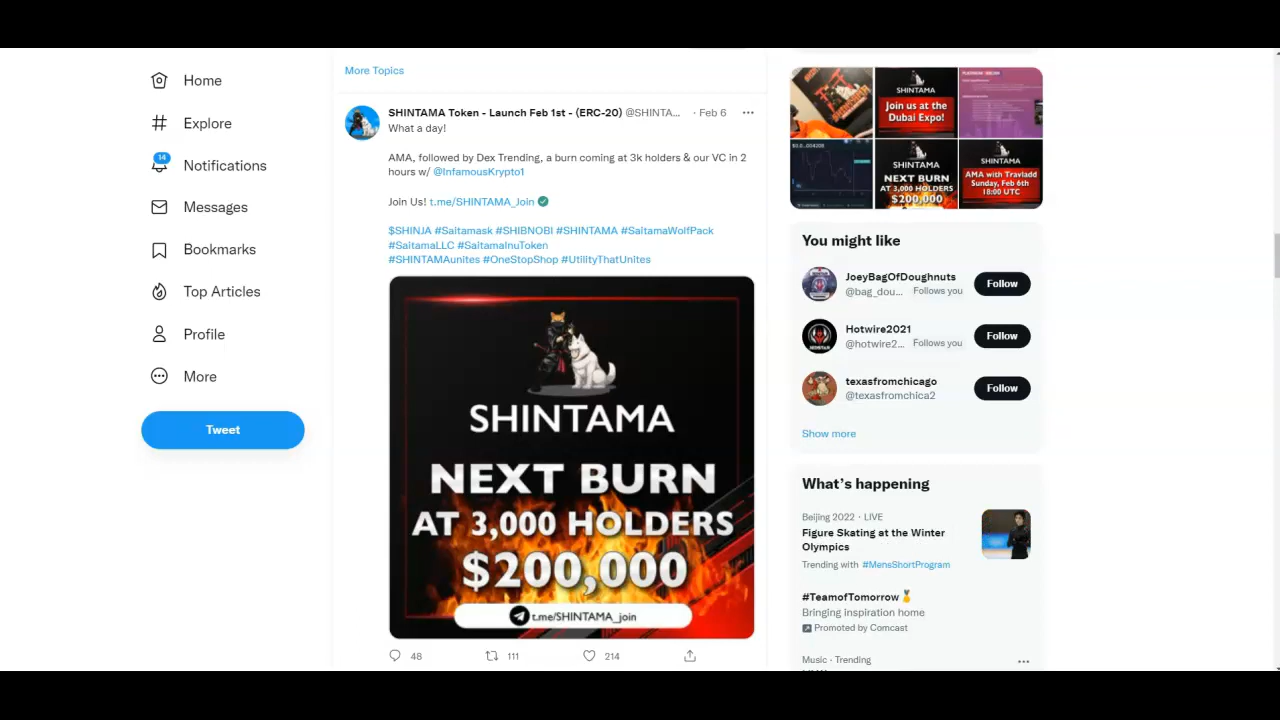 Home
Explore
14
Notifications
Messages
Bookmarks
Top Articles
Profile
More
Tweet
More Topics
SHINTAMA Token - Launch Feb 1st - (ERC-20) @SHINTA... · Feb 6
What a day!
AMA, followed by Dex Trending, a burn coming at 3k holders & our VC in 2
hours w/ @InfamousKrypto1
Join Us! t.me/SHINTAMA_Join
$SHINJA #Saitamask #SHIBNOBI #SHINTAMA #SaitamaWolfPack
#SaitamaLLC #SaitamaInuToken
#SHINTAMAunites #OneStopShop #UtilityThatUnites
SHINTAMA
NEXT BURN
AT 3,000 HOLDERS
$200,000
t.me/SHINTAMA_join
48
111
214
SHINTAMA
Join us at the
Dubai Expo!
SHINTAMA
NEXT BURN
AT 3,000 HOLDERS
$200,000
SHINTAMA
AMA with Travladd
Sunday, Feb 6th
18:00 UTC
You might like
JoeyBagOfDoughnuts
@bag_dou... Follows you
Follow
Hotwire2021
@hotwire2... Follows you
Follow
texasfromchicago
@texasfromchica2
Follow
Show more
What's happening
Beijing 2022 · LIVE
Figure Skating at the Winter
Olympics
Trending with #MensShortProgram
#TeamofTomorrow
Bringing inspiration home
Promoted by Comcast
Music · Trending